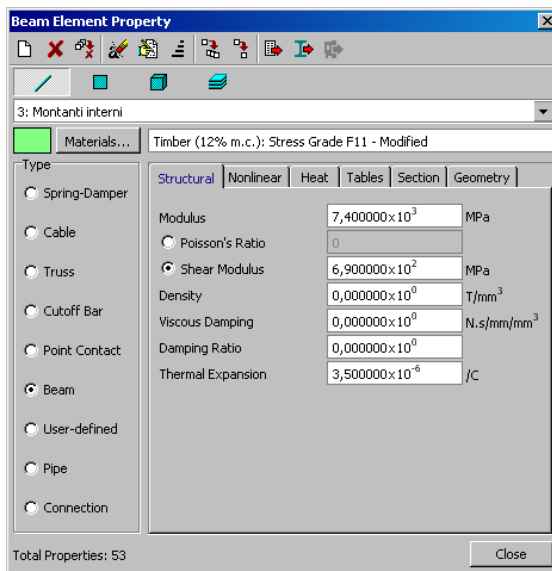 Beam Element Property
3: Montanti interni
Materials... Timber (12% m.c.): Stress Grade F11 - Modified
Type
Spring-Damper
Cable
Truss
Cutoff Bar
Point Contact
Beam
User-defined
Pipe
Connection
Structural Nonlinear Heat Tables Section Geometry
Modulus 7,400000x10³ MPa
Poisson's Ratio 0
Shear Modulus 6,900000x10² MPa
Density 0,000000x10⁰ T/mm³
Viscous Damping 0,000000x10⁰ N.s/mm/mm³
Damping Ratio 0,000000x10⁰
Thermal Expansion 3,500000x10⁻⁶ /C
Total Properties: 53 Close